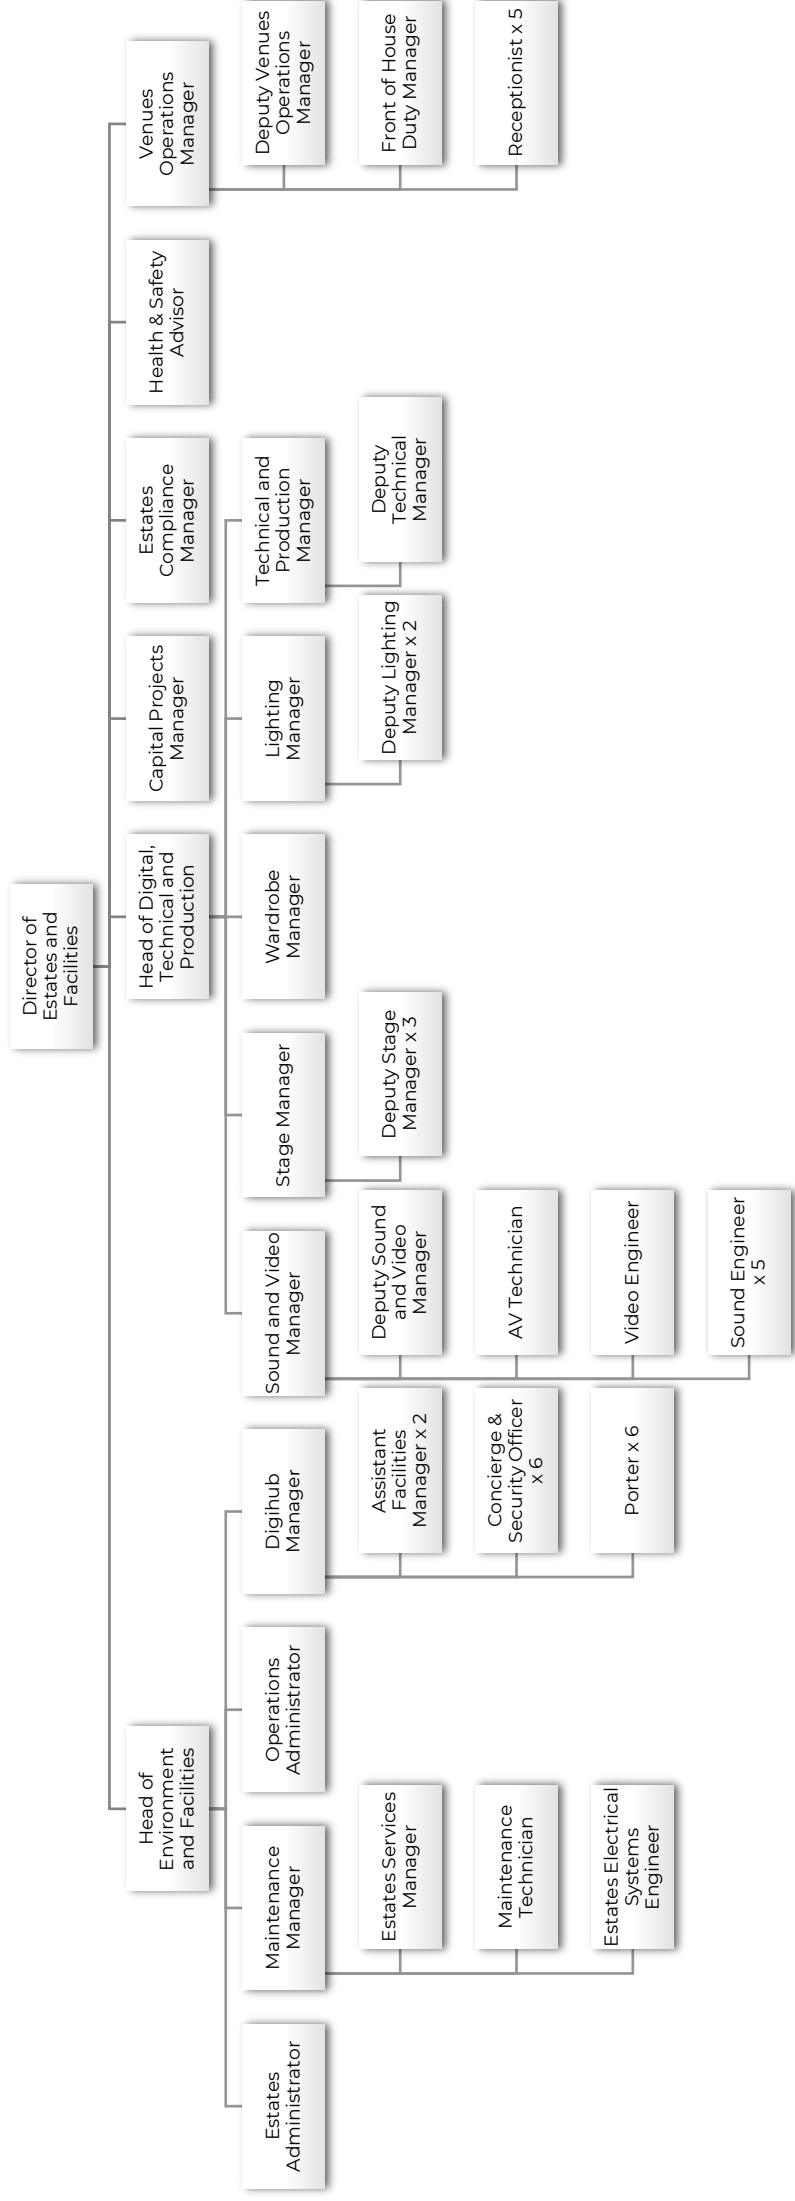 Director of
Estates and
Facilities
Head of
Environment
and Facilities
Head of Digital,
Technical and
Production
Capital Projects
Manager
Estates
Compliance
Manager
Health & Safety
Advisor
Venues
Operations
Manager
Estates
Administrator
Maintenance
Manager
Operations
Administrator
Digihub
Manager
Sound and Video
Manager
Stage Manager
Wardrobe
Manager
Lighting
Manager
Technical and
Production
Manager
Deputy Venues
Operations
Manager
Estates Services
Manager
Assistant
Facilities
Manager x 2
Deputy Sound
and Video
Manager
Deputy Stage
Manager x 3
Deputy Lighting
Manager x 2
Deputy
Technical
Manager
Front of House
Duty Manager
Maintenance
Technician
Concierge &
Security Officer
x 6
AV Technician
Receptionist x 5
Estates Electrical
Systems
Engineer
Porter x 6
Video Engineer
Sound Engineer
x 5